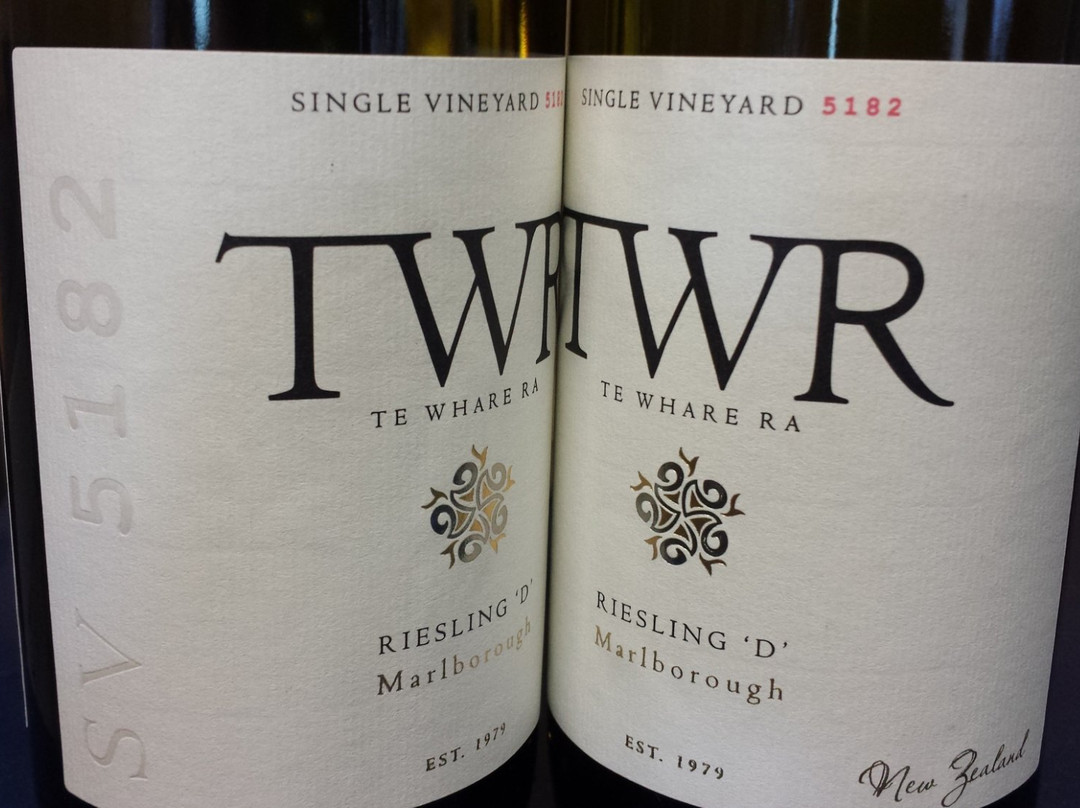 SINGLE VINEYARD 5182
TWR
TE WHARE RA
RIESLING ‘D’
Marlborough
EST. 1979
SV 5182
SINGLE VINEYARD 5182
TWR
TE WHARE RA
RIESLING ‘D’
Marlborough
EST. 1979
New Zealand